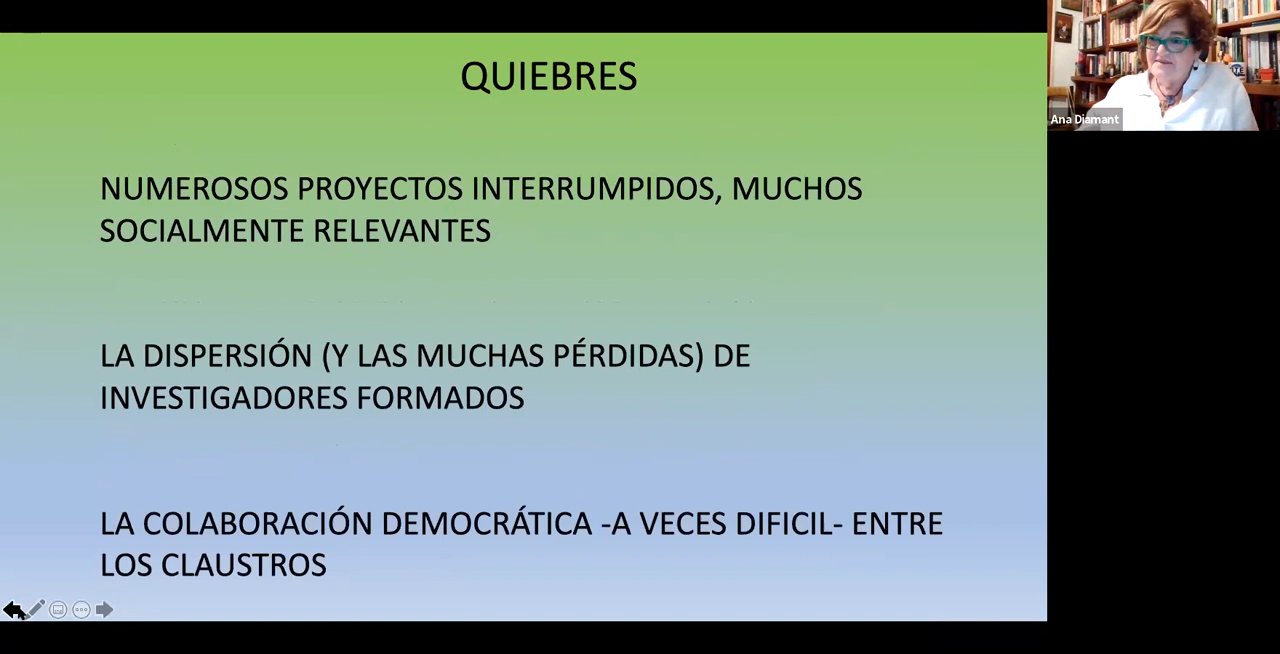 QUIEBRES
NUMEROSOS PROYECTOS INTERRUMPIDOS, MUCHOS
SOCIALMENTE RELEVANTES
LA DISPERSIÓN (Y LAS MUCHAS PÉRDIDAS) DE
INVESTIGADORES FORMADOS
LA COLABORACIÓN DEMOCRÁTICA -A VECES DIFICIL- ENTRE
LOS CLAUSTROS
Ana Diamant